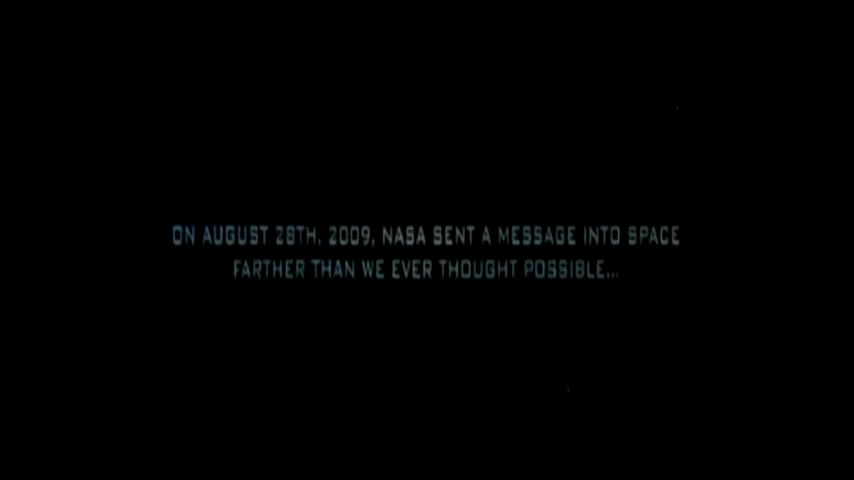 ON AUGUST 28TH, 2009, NASA SENT A MESSAGE INTO SPACE
FARTHER THAN WE EVER THOUGHT POSSIBLE...